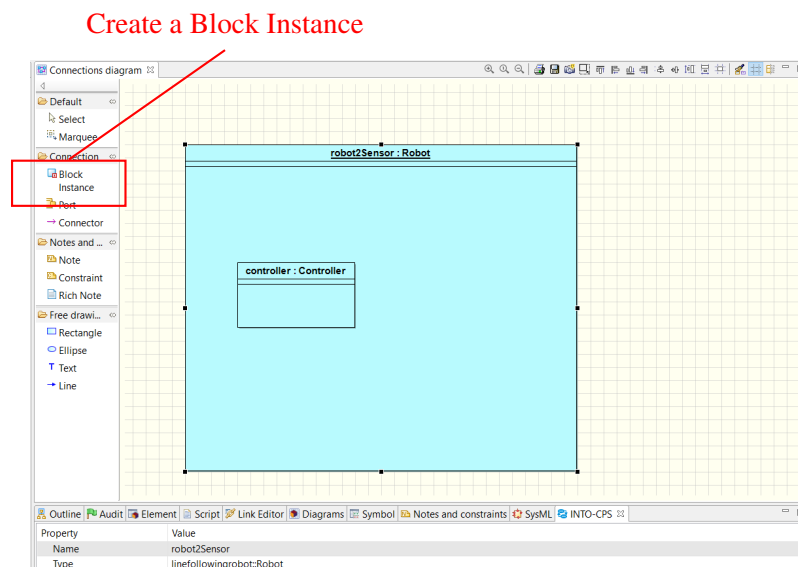 Create a Block Instance
Connections diagram
Default
Select
Marquee
Connection
Block
Instance
Port
Connector
Notes and ...
Note
Constraint
Rich Note
Free drawi...
Rectangle
Ellipse
T Text
Line
robot2Sensor : Robot
controller : Controller
Outline Audit Element Script Link Editor Diagrams Symbol Notes and constraints SysML INTO-CPS
Property Value
Name robot2Sensor
Type linefollowingrobot::Robot